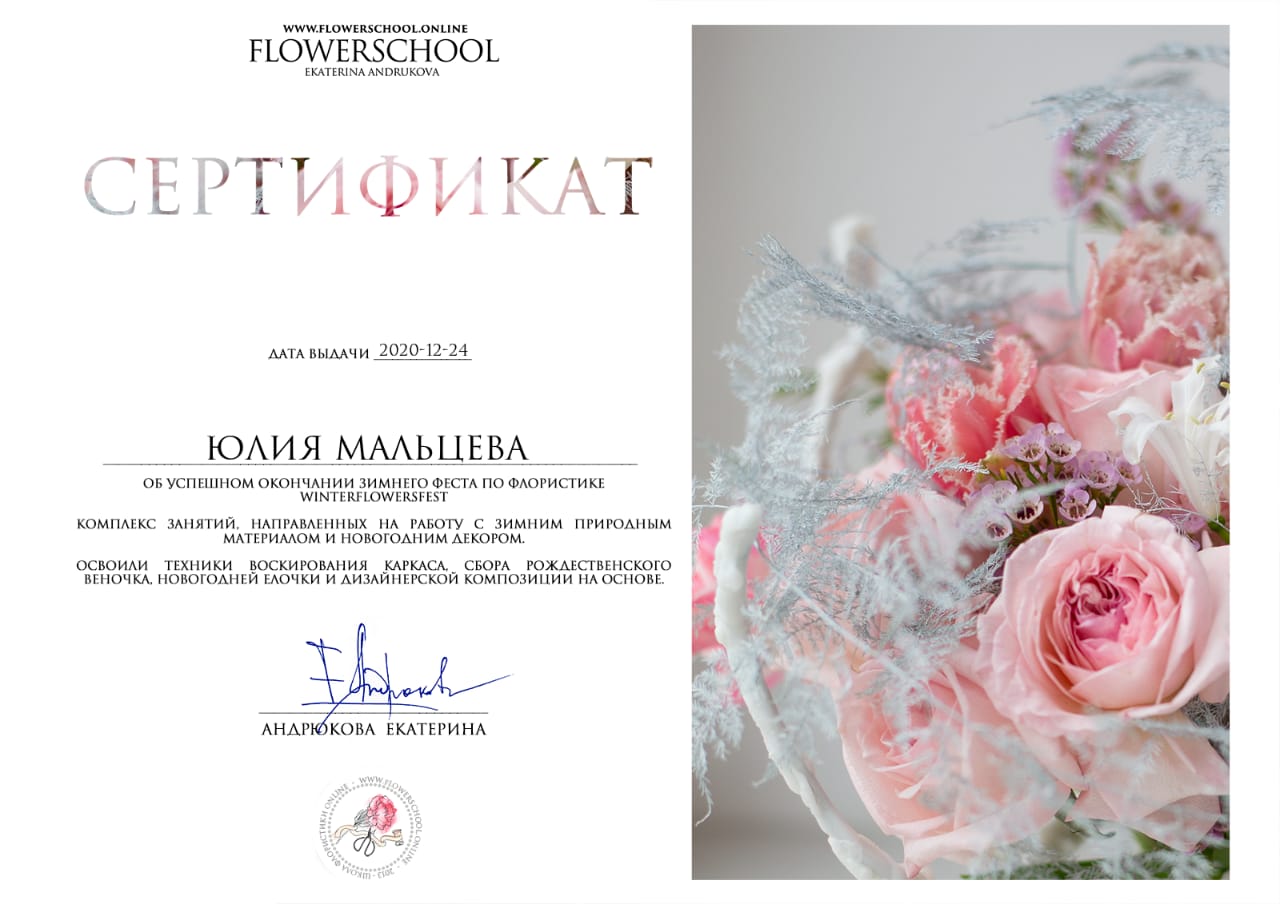 WWW.FLOWERSCHOOL.ONLINE
FLOWERSCHOOL
EKATERINA ANDRUKOVA
СЕРТИФИКАТ
ДАТА ВЫДАЧИ 2020-12-24
ЮЛИЯ МАЛЬЦЕВА
ОБ УСПЕШНОМ ОКОНЧАНИИ ЗИМНЕГО ФЕСТА ПО ФЛОРИСТИКЕ
WINTERFLOWERSFEST
КОМПЛЕКС ЗАНЯТИЙ, НАПРАВЛЕННЫХ НА РАБОТУ С ЗИМНИМ ПРИРОДНЫМ
МАТЕРИАЛОМ И НОВОГОДНИМ ДЕКОРОМ.
ОСВОИЛИ ТЕХНИКИ ВОСКИРОВАНИЯ КАРКАСА, СБОРА РОЖДЕСТВЕНСКОГО
ВЕНОЧКА, НОВОГОДНЕЙ ЕЛОЧКИ И ДИЗАЙНЕРСКОЙ КОМПОЗИЦИИ НА ОСНОВЕ.
АНДРЮКОВА ЕКАТЕРИНА
WWW.FLOWERSCHOOL.ONLINE · 2012 · ШКОЛА ФЛОРИСТИКИ ONLINE ·